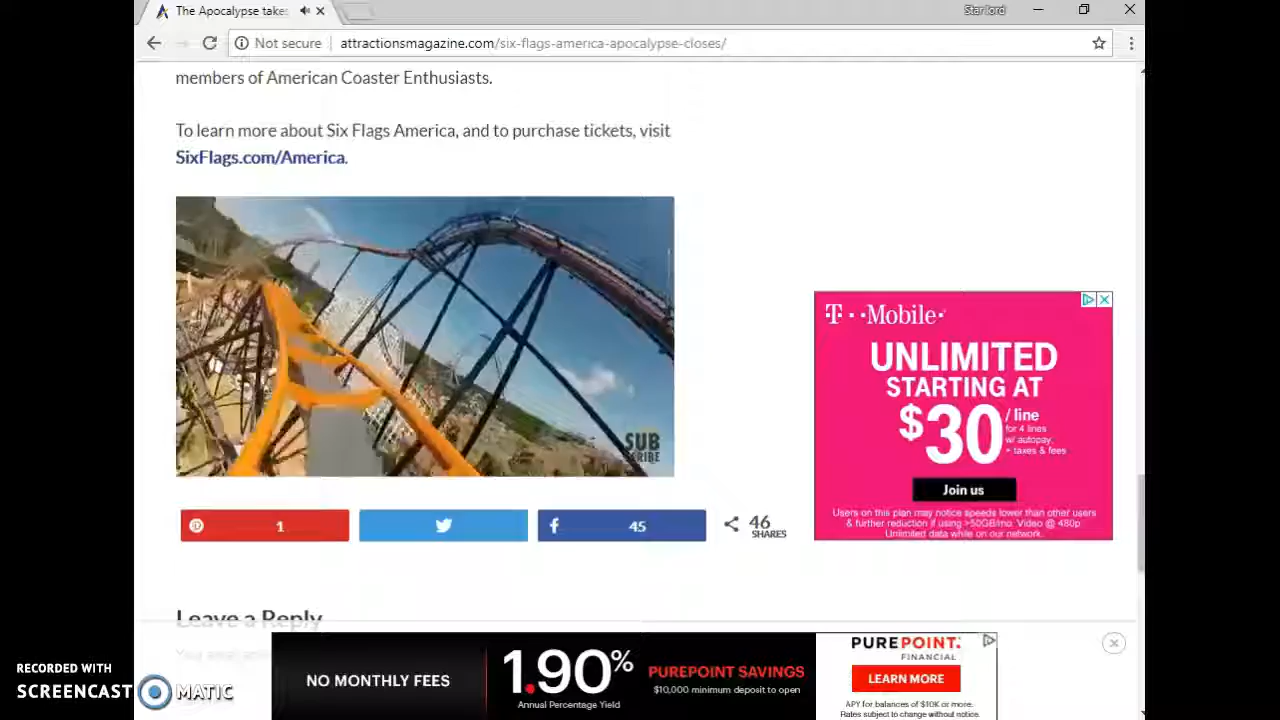 The Apocalypse takes
Star lord
Not secure
attractionsmagazine.com/six-flags-america-apocalypse-closes/
members of American Coaster Enthusiasts.
To learn more about Six Flags America, and to purchase tickets, visit
SixFlags.com/America.
SUB
T··Mobile·
UNLIMITED
STARTING AT
$30 /line
for 4 lines
w/ autopay,
+ taxes & fees
Join us
Users on this plan may notice speeds lower than other users
& further reduction if using >50GB/mo. Video @ 480p
Unlimited data while on our network.
1
45
46
SHARES
Leave a Reply
NO MONTHLY FEES
1.90%
Annual Percentage Yield
PUREPOINT SAVINGS
$10,000 minimum deposit to open
PUREPOINT
FINANCIAL
LEARN MORE
APY for balances of $10K or more.
Rates subject to change without notice.
RECORDED WITH
SCREENCAST MATIC